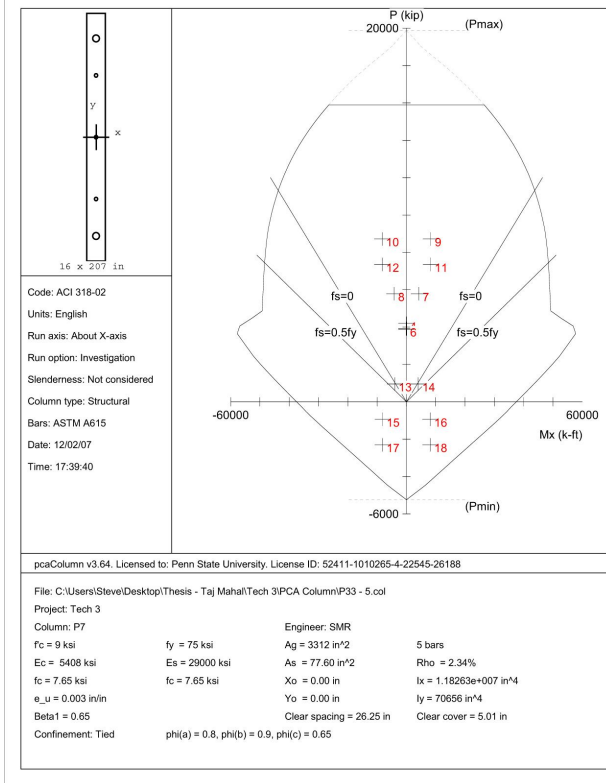 P (kip)
20000
(Pmax)
y
x
16 x 207 in
10
9
12
11
fs=0
8
7
fs=0
fs=0.5fy
6
fs=0.5fy
13
14
-60000
60000
15
16
Mx (k-ft)
17
18
-6000
(Pmin)
Code: ACI 318-02
Units: English
Run axis: About X-axis
Run option: Investigation
Slenderness: Not considered
Column type: Structural
Bars: ASTM A615
Date: 12/02/07
Time: 17:39:40
pcaColumn v3.64. Licensed to: Penn State University. License ID: 52411-1010265-4-22545-26188
File: C:\Users\Steve\Desktop\Thesis - Taj Mahal\Tech 3\PCA Column\P33 - 5.col
Project: Tech 3
Column: P7 Engineer: SMR
f'c = 9 ksi fy = 75 ksi Ag = 3312 in^2 5 bars
Ec = 5408 ksi Es = 29000 ksi As = 77.60 in^2 Rho = 2.34%
fc = 7.65 ksi fc = 7.65 ksi Xo = 0.00 in Ix = 1.18263e+007 in^4
e_u = 0.003 in/in Yo = 0.00 in Iy = 70656 in^4
Beta1 = 0.65 Clear spacing = 26.25 in Clear cover = 5.01 in
Confinement: Tied phi(a) = 0.8, phi(b) = 0.9, phi(c) = 0.65